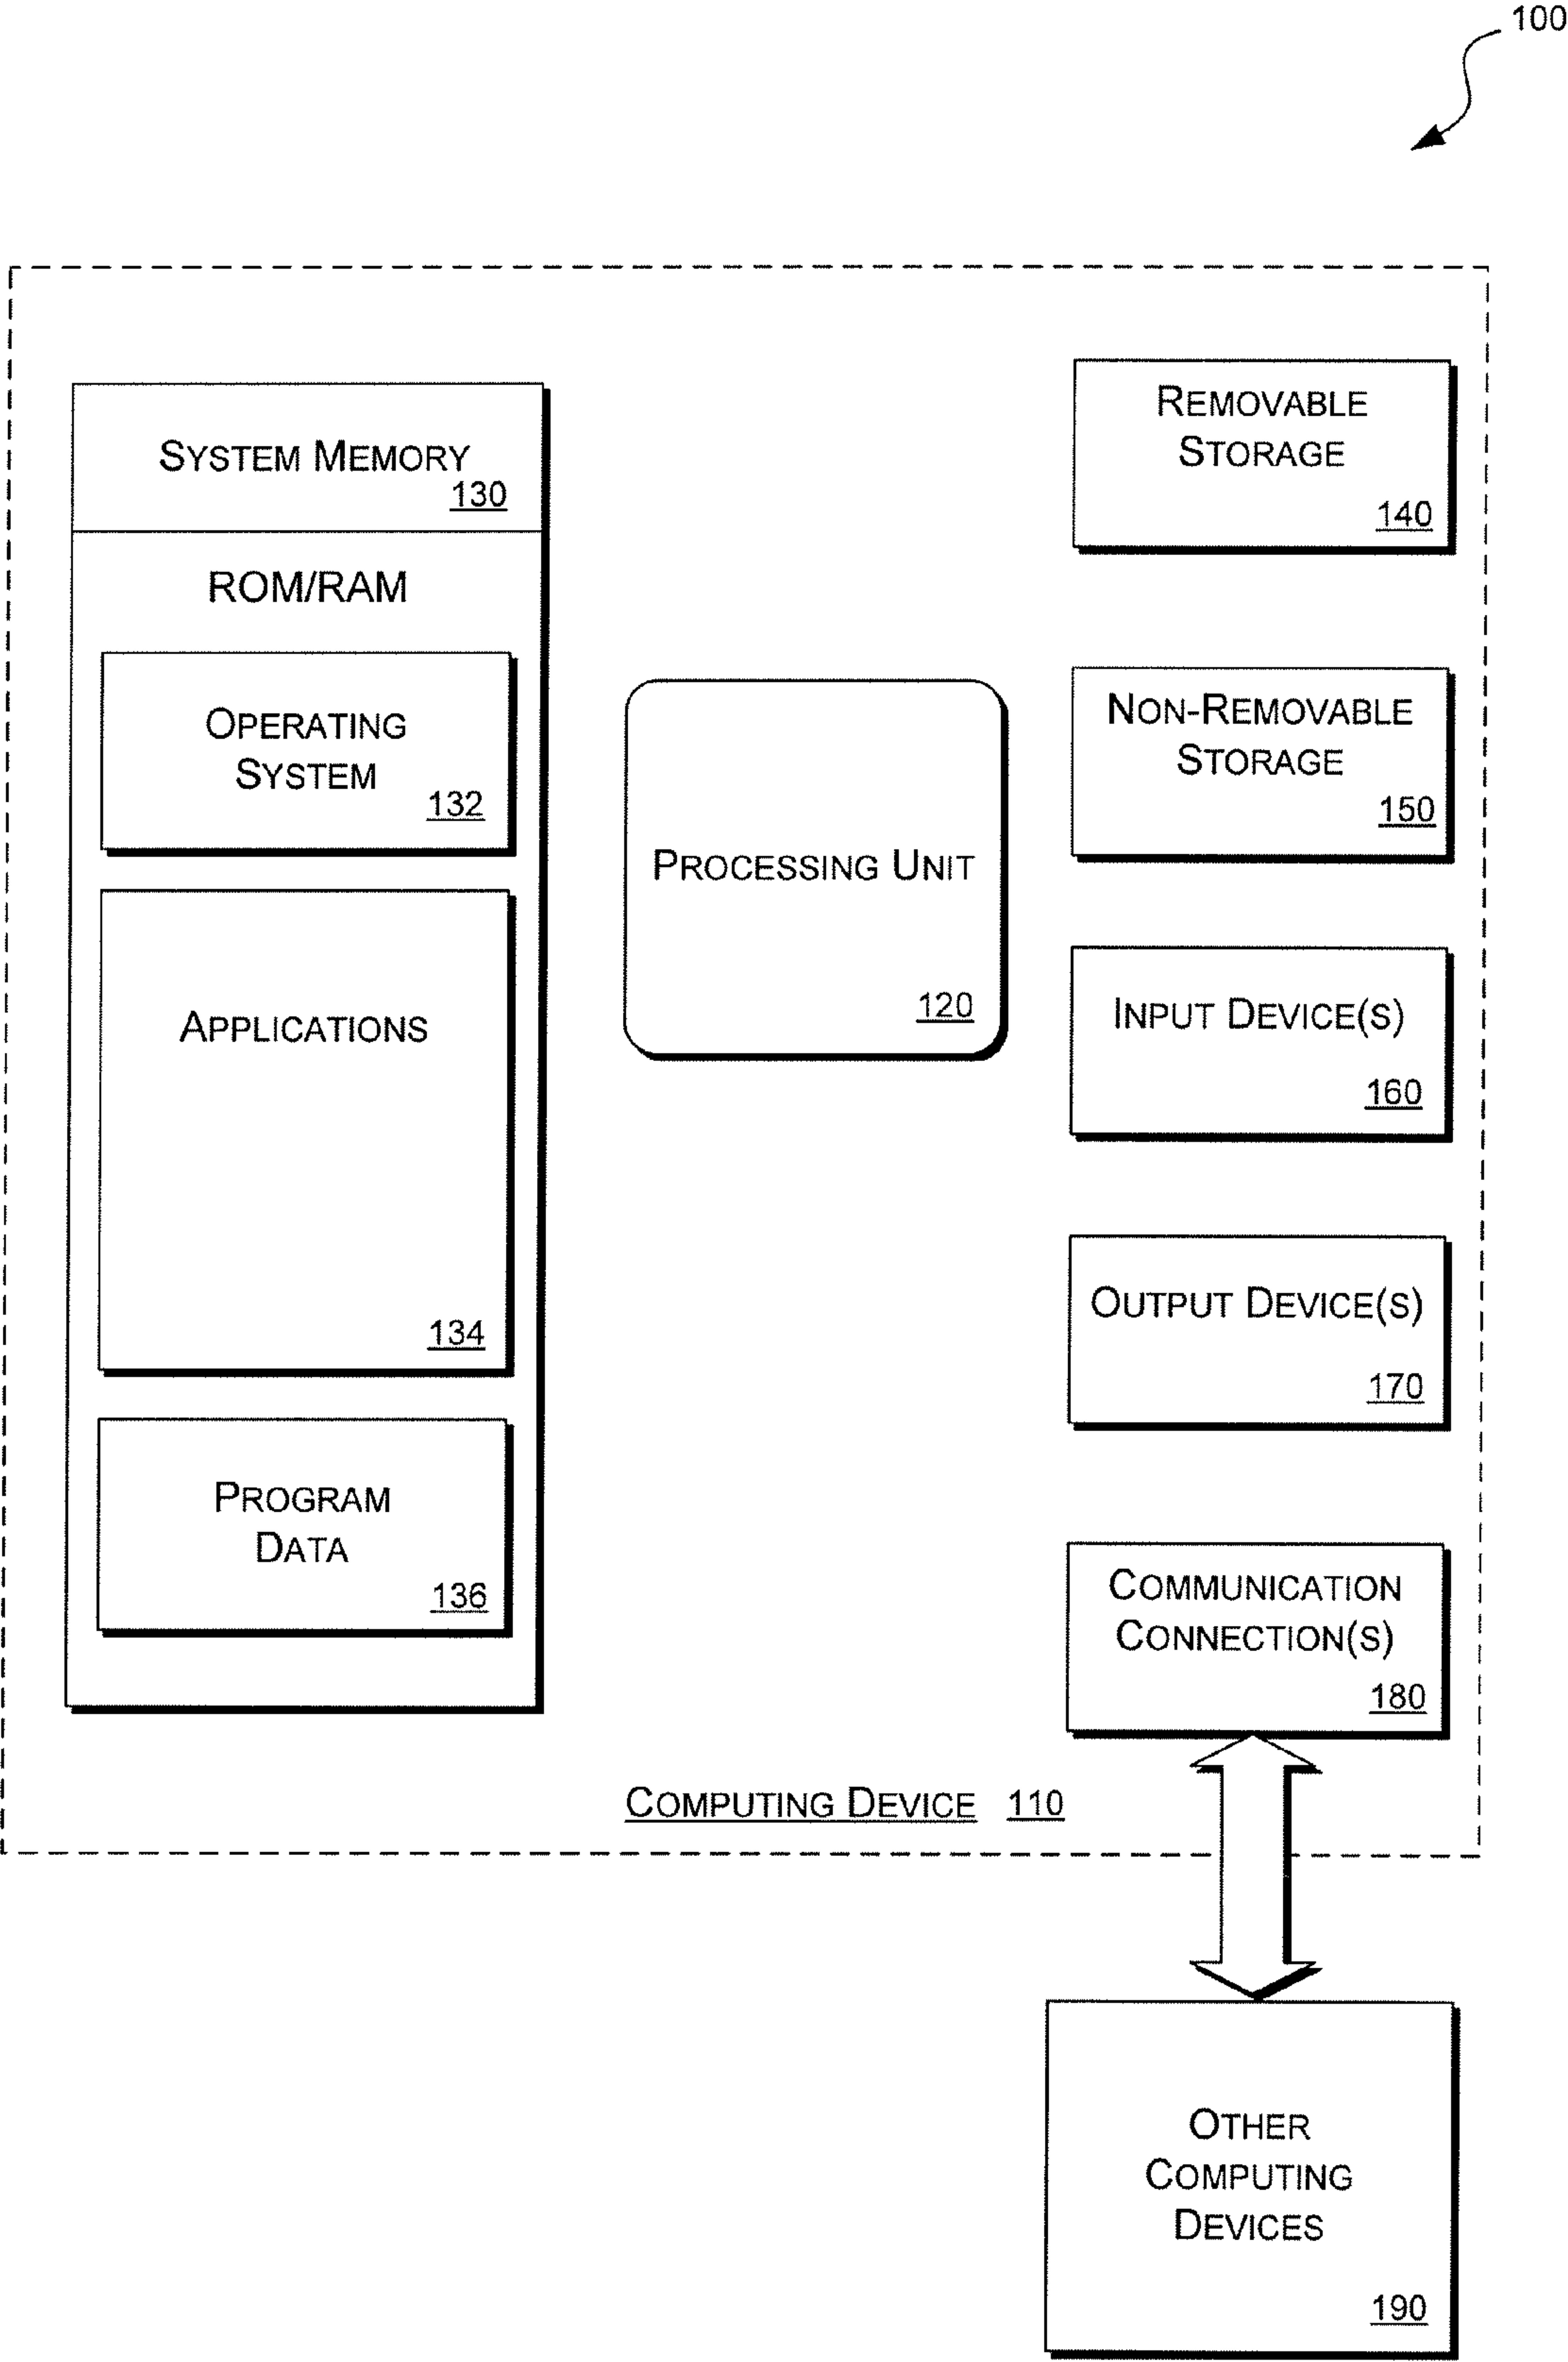 100
SYSTEM MEMORY
130
ROM/RAM
OPERATING
SYSTEM
132
APPLICATIONS
134
PROGRAM
DATA
136
PROCESSING UNIT
120
REMOVABLE
STORAGE
140
NON-REMOVABLE
STORAGE
150
INPUT DEVICE(S)
160
OUTPUT DEVICE(S)
170
COMMUNICATION
CONNECTION(S)
180
COMPUTING DEVICE 110
OTHER
COMPUTING
DEVICES
190